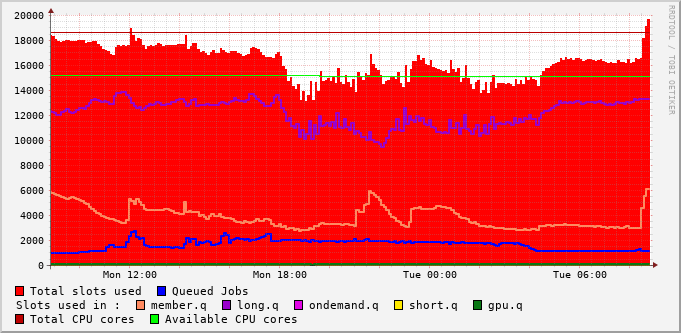 20000
18000
16000
14000
12000
10000
8000
6000
4000
2000
0
Mon 12:00 Mon 18:00 Tue 00:00 Tue 06:00
RRDTOOL / TOBI OETIKER
Total slots used Queued Jobs
Slots used in : member.q long.q ondemand.q short.q gpu.q
Total CPU cores Available CPU cores